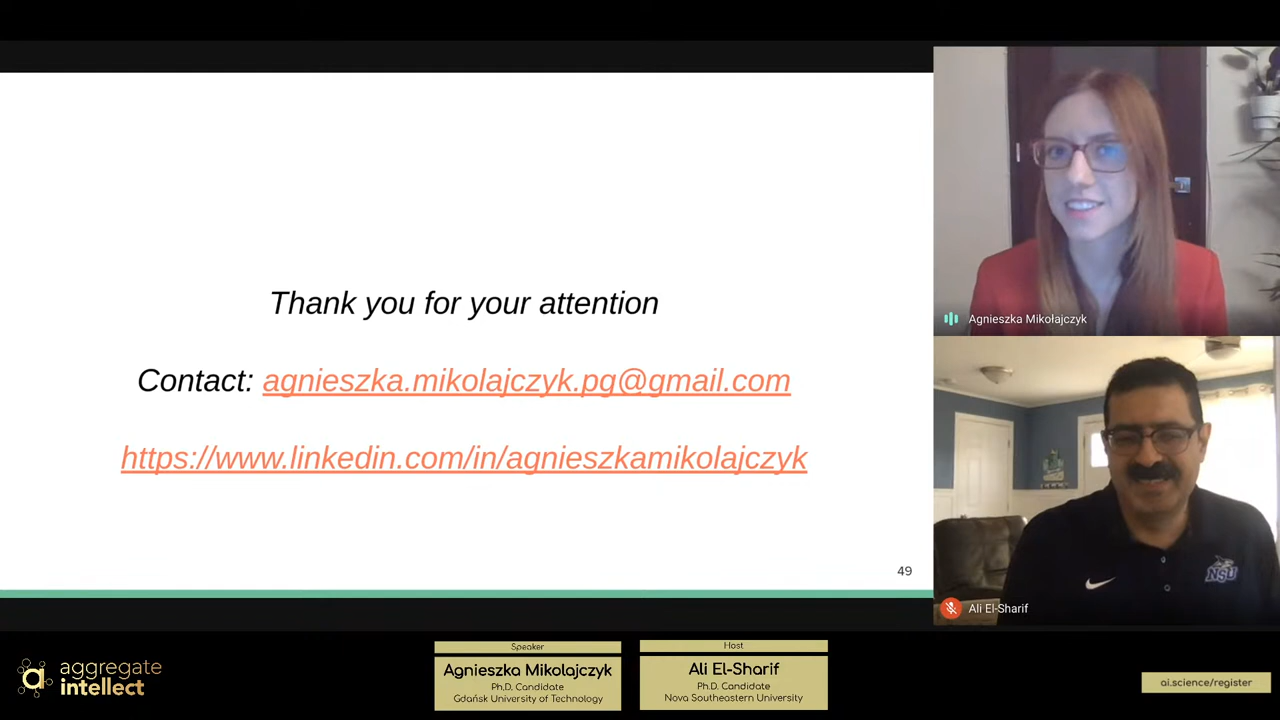 Thank you for your attention
Contact: agnieszka.mikolajczyk.pg@gmail.com
https://www.linkedin.com/in/agnieszkamikolajczyk
49
Agnieszka Mikołajczyk
NSU
Ali El-Sharif
aggregate
intellect
Speaker
Agnieszka Mikolajczyk
Ph.D. Candidate
Gdańsk University of Technology
Host
Ali El-Sharif
Ph.D. Candidate
Nova Southeastern University
ai.science/register